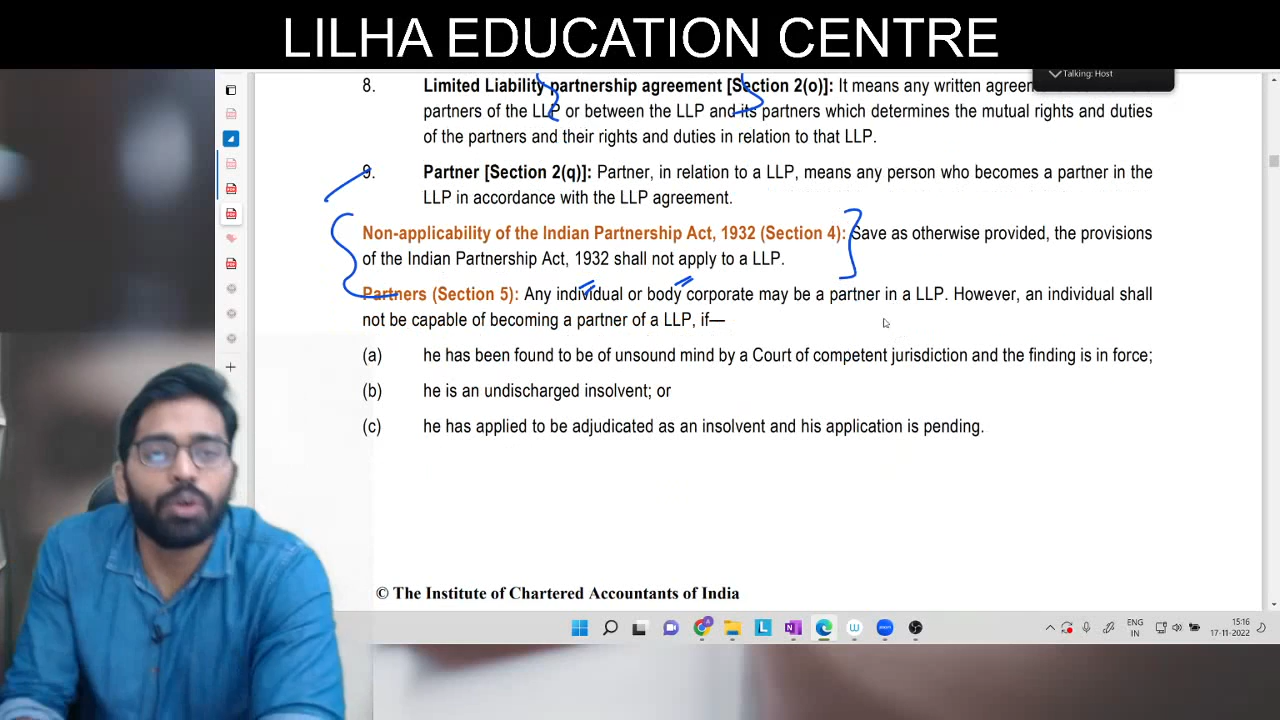 LILHA EDUCATION CENTRE
Talking: Host
8. Limited Liability partnership agreement [Section 2(o)]: It means any written agreem
partners of the LLP or between the LLP and its partners which determines the mutual rights and duties
of the partners and their rights and duties in relation to that LLP.
9. Partner [Section 2(q)]: Partner, in relation to a LLP, means any person who becomes a partner in the
LLP in accordance with the LLP agreement.
Non-applicability of the Indian Partnership Act, 1932 (Section 4): Save as otherwise provided, the provisions
of the Indian Partnership Act, 1932 shall not apply to a LLP.
Partners (Section 5): Any individual or body corporate may be a partner in a LLP. However, an individual shall
not be capable of becoming a partner of a LLP, if—
(a) he has been found to be of unsound mind by a Court of competent jurisdiction and the finding is in force;
(b) he is an undischarged insolvent; or
(c) he has applied to be adjudicated as an insolvent and his application is pending.
© The Institute of Chartered Accountants of India
ENG
IN
15:16
17-11-2022